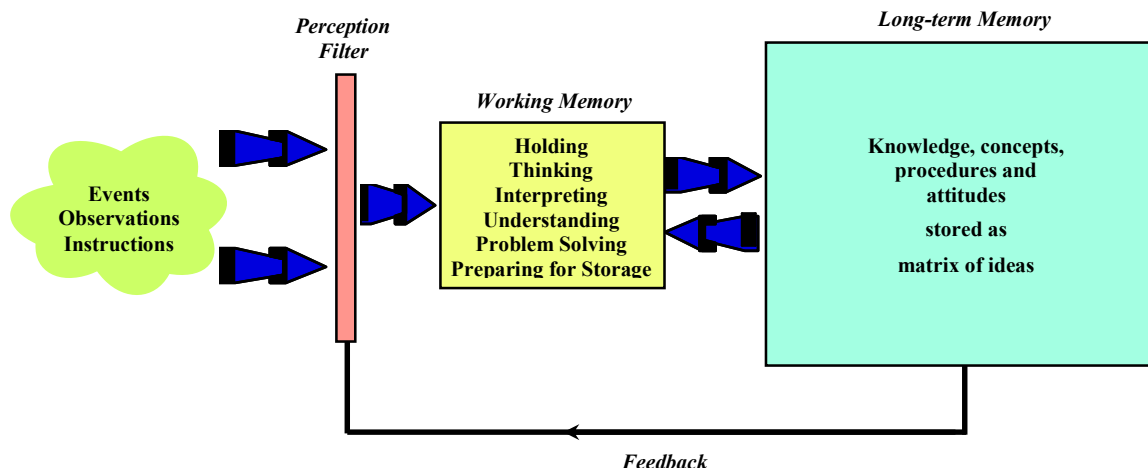 Long-term Memory
Perception
Filter
Working Memory
Events
Observations
Instructions
Holding
Thinking
Interpreting
Understanding
Problem Solving
Preparing for Storage
Knowledge, concepts,
procedures and
attitudes
stored as
matrix of ideas
Feedback